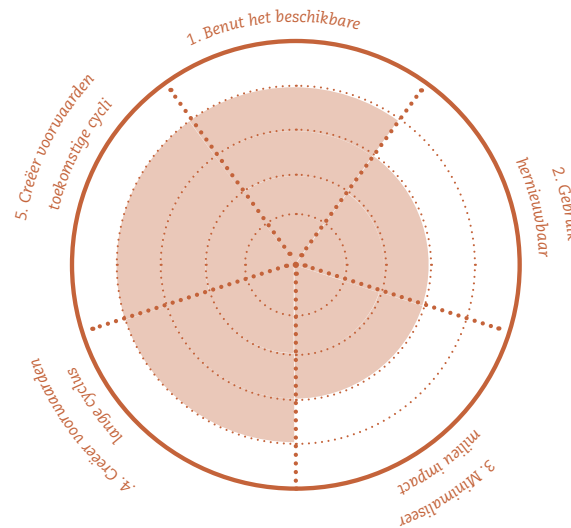 1. Benut het beschikbare
2. Gebruik
hernieuwbaar
3. Minimaliseer
milieu impact
4. Creëer voorwaarden
lange cyclus
5. Creëer voorwaarden
toekomstige cycli